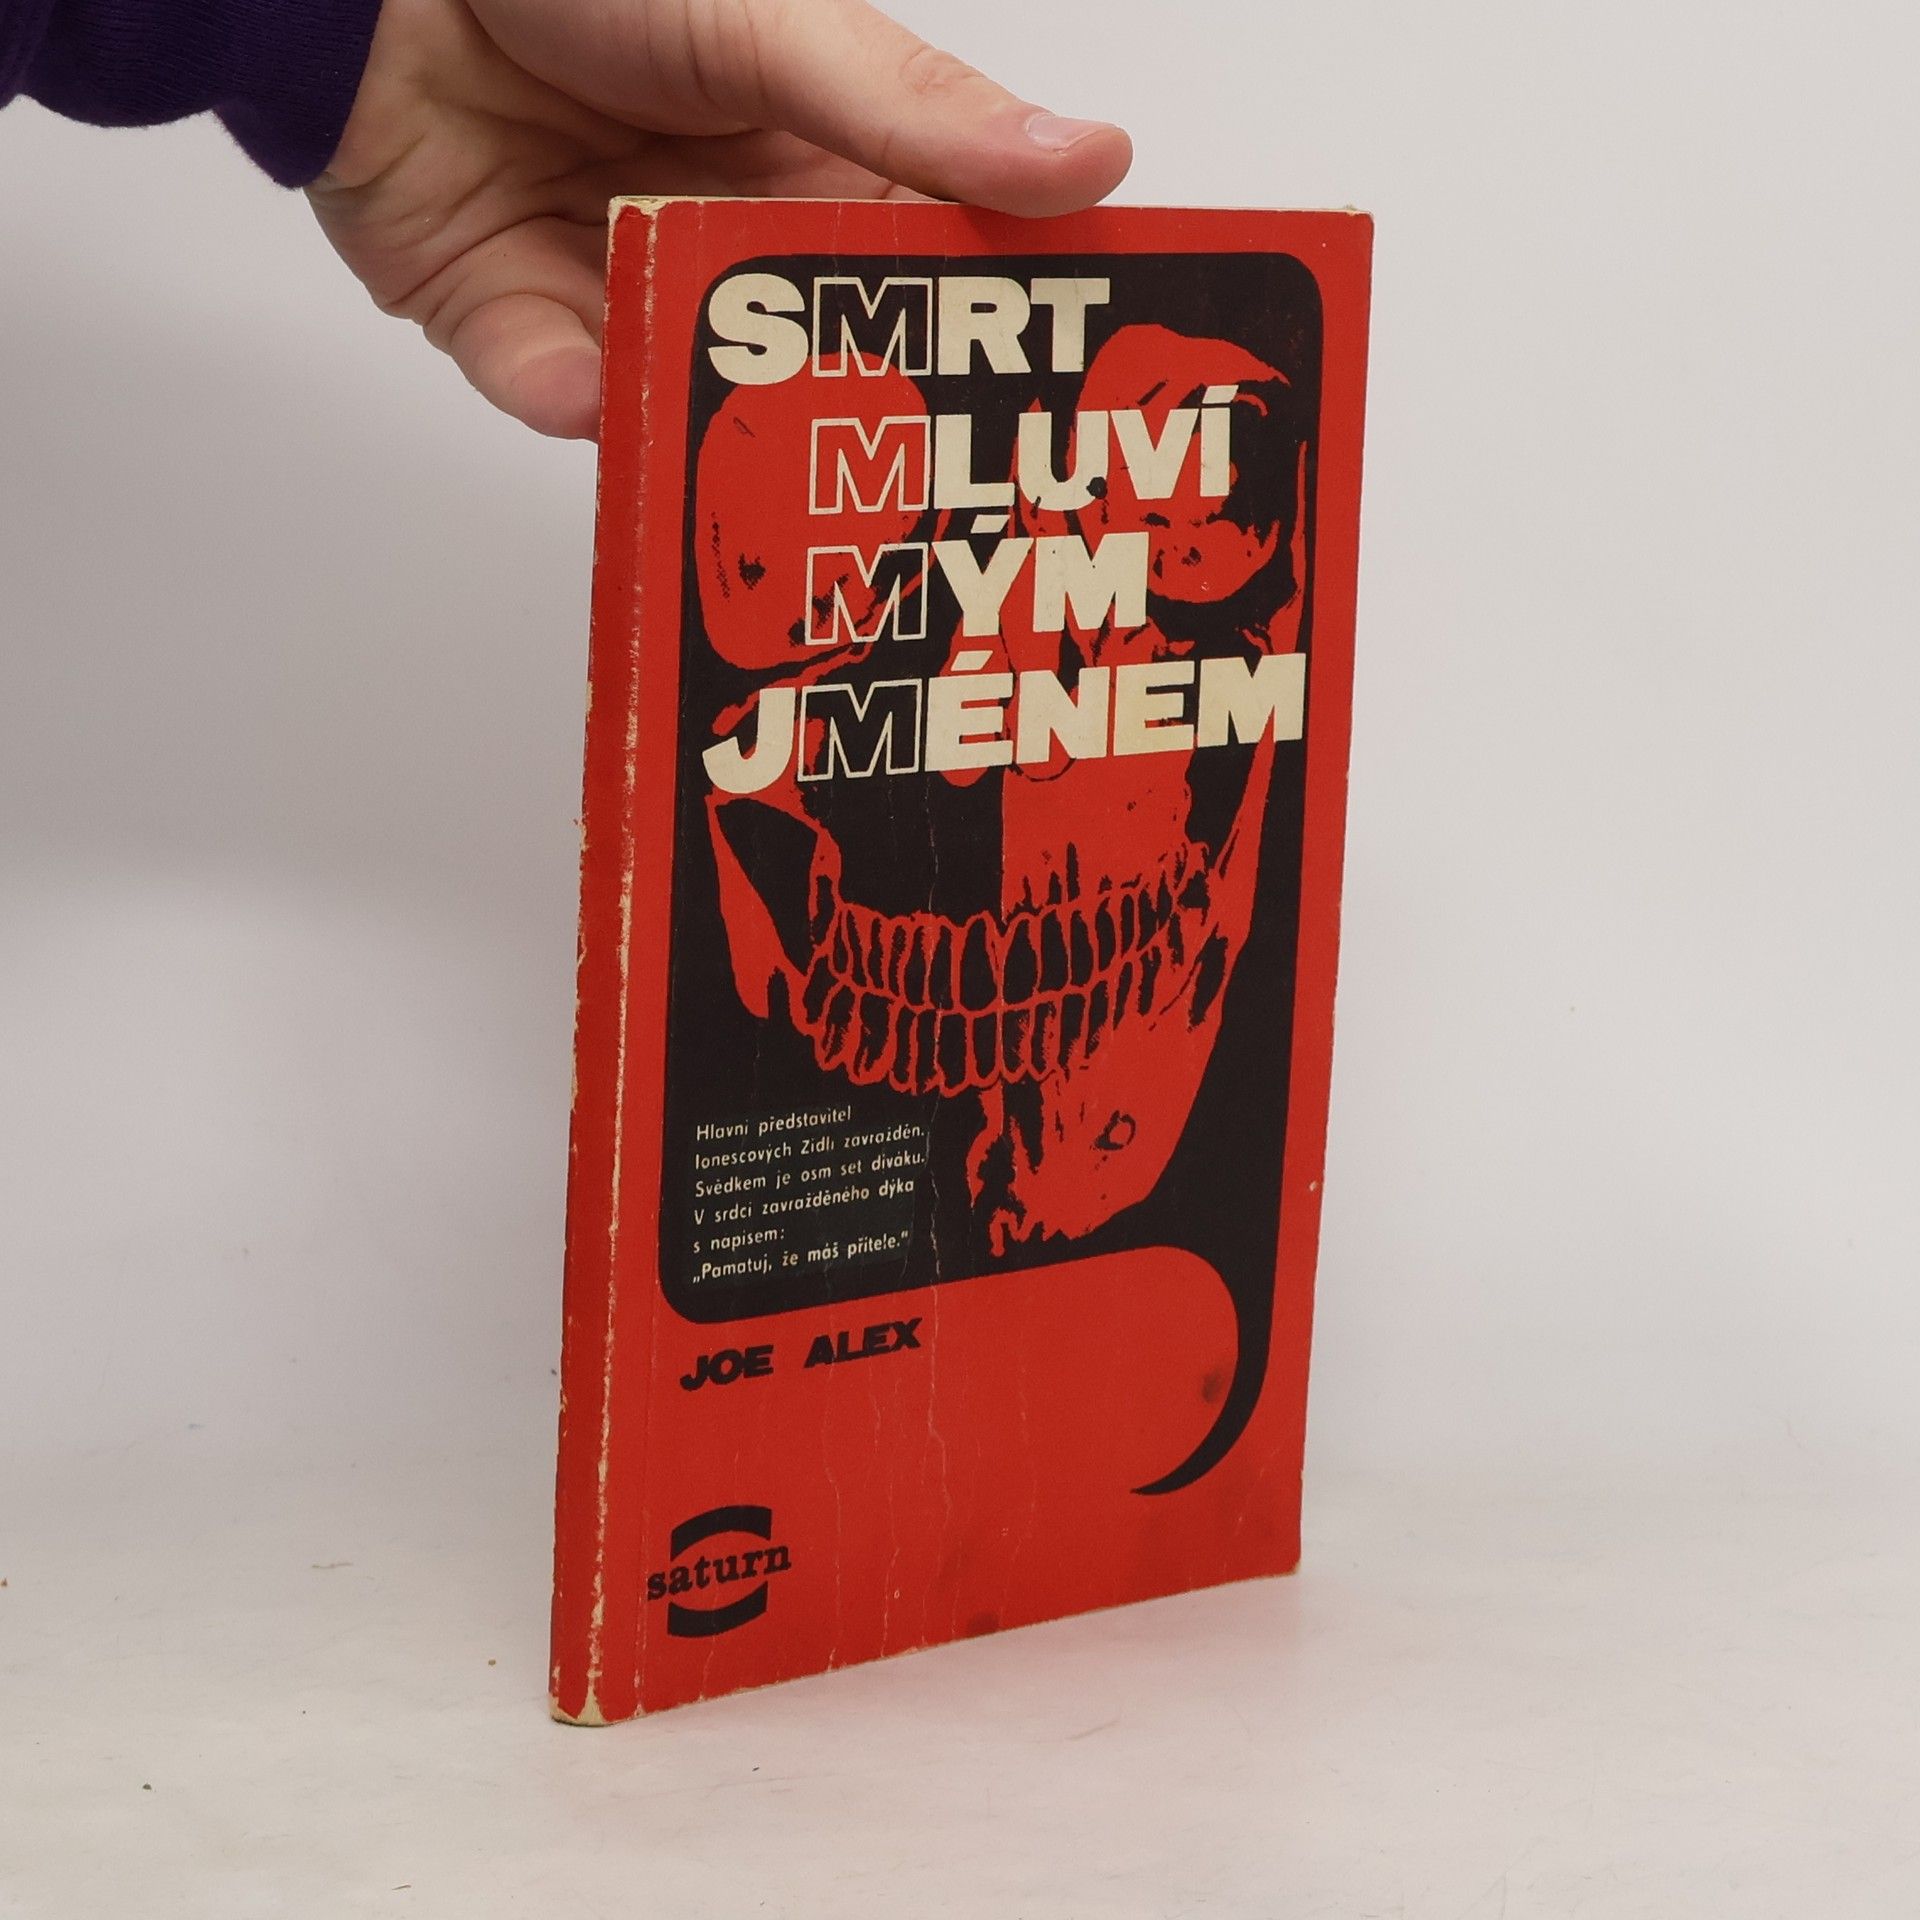 SMRT
MLUVÍ
MÝM
JMÉNEM
Hlavní představitel
Ionescových Židlí zavražděn.
Svědkem je osm set diváku.
V srdci zavražděného dýka
s nápisem:
„Pamatuj, že máš přítele.“
JOE ALEX
saturn